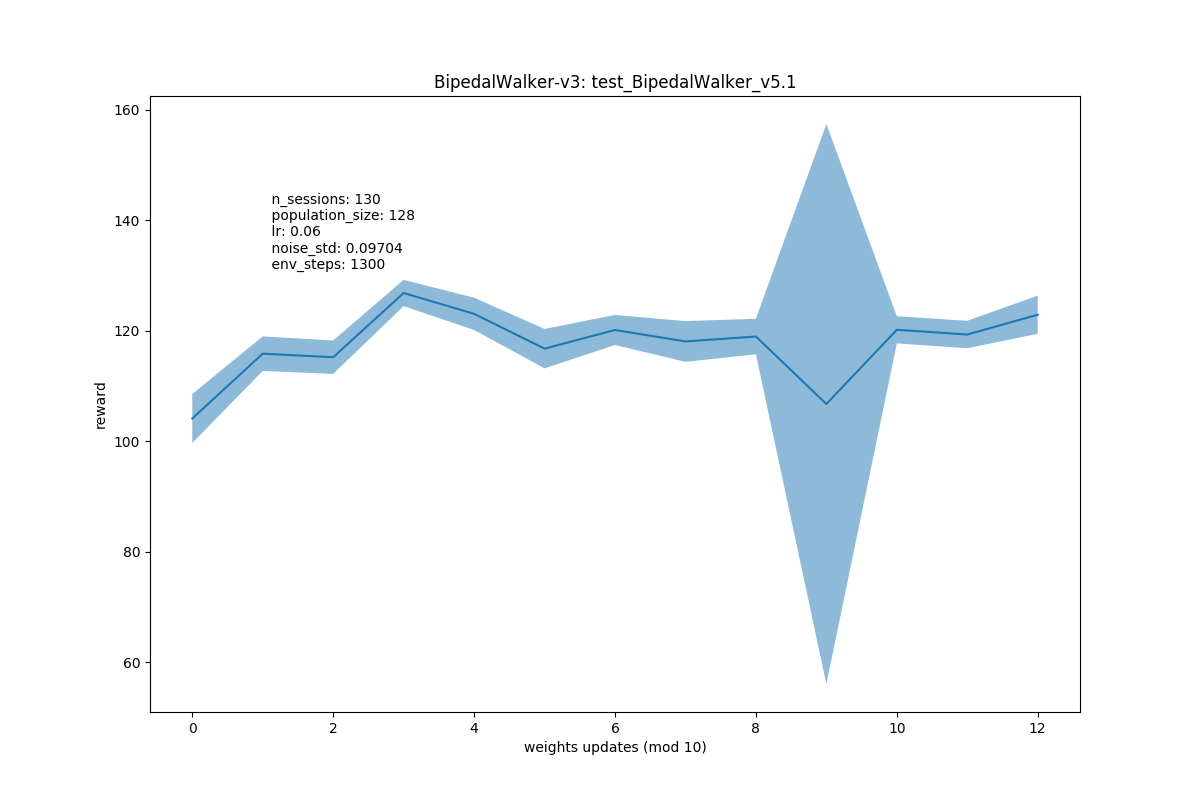 BipedalWalker-v3: test_BipedalWalker_v5.1
160
140
120
100
80
60
reward
n_sessions: 130
population_size: 128
lr: 0.06
noise_std: 0.09704
env_steps: 1300
0 2 4 6 8 10 12
weights updates (mod 10)